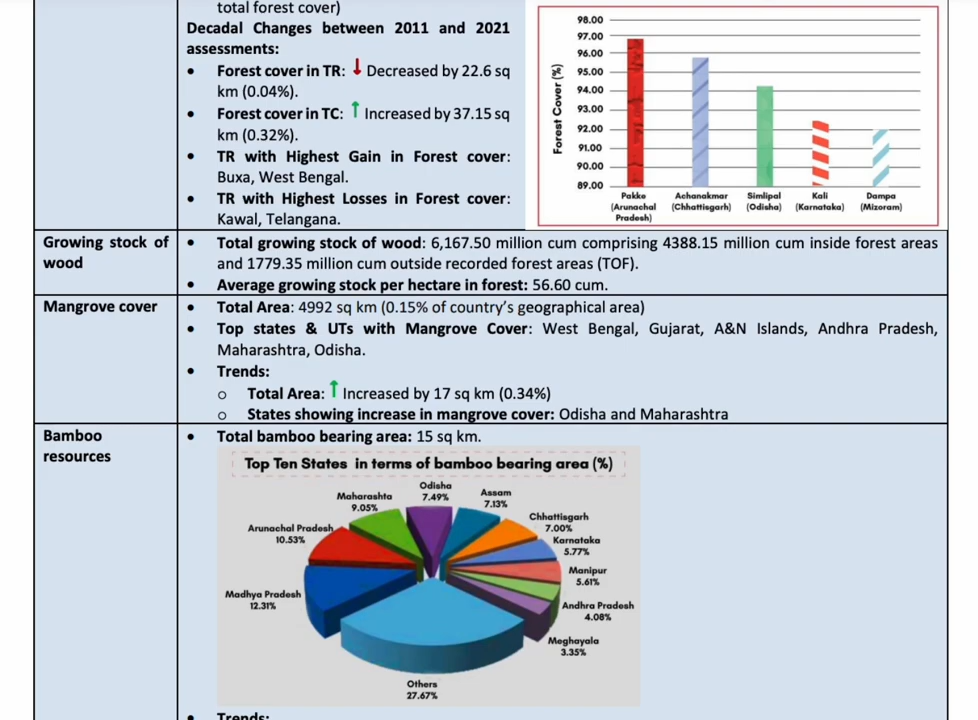 total forest cover)
Decadal Changes between 2011 and 2021
assessments:
• Forest cover in TR: ↓ Decreased by 22.6 sq
km (0.04%).
• Forest cover in TC: ↑ Increased by 37.15 sq
km (0.32%).
• TR with Highest Gain in Forest cover:
Buxa, West Bengal.
• TR with Highest Losses in Forest cover:
Kawal, Telangana.
Forest Cover (%)
98.00
97.00
96.00
95.00
94.00
93.00
92.00
91.00
90.00
89.00
Pakke
(Arunachal
Pradesh)
Achanakmar
(Chhattisgarh)
Simlipal
(Odisha)
Kali
(Karnataka)
Dampa
(Mizoram)
Growing stock of
wood
• Total growing stock of wood: 6,167.50 million cum comprising 4388.15 million cum inside forest areas
and 1779.35 million cum outside recorded forest areas (TOF).
• Average growing stock per hectare in forest: 56.60 cum.
Mangrove cover
• Total Area: 4992 sq km (0.15% of country's geographical area)
• Top states & UTs with Mangrove Cover: West Bengal, Gujarat, A&N Islands, Andhra Pradesh,
Maharashtra, Odisha.
• Trends:
o Total Area: ↑ Increased by 17 sq km (0.34%)
o States showing increase in mangrove cover: Odisha and Maharashtra
Bamboo
resources
• Total bamboo bearing area: 15 sq km.
Top Ten States in terms of bamboo bearing area (%)
Odisha
7.49%
Assam
7.13%
Maharashta
9.05%
Chhattisgarh
7.00%
Arunachal Pradesh
10.53%
Karnataka
5.77%
Manipur
5.61%
Madhya Pradesh
12.31%
Andhra Pradesh
4.08%
Meghayala
3.35%
Others
27.67%
• Trends: